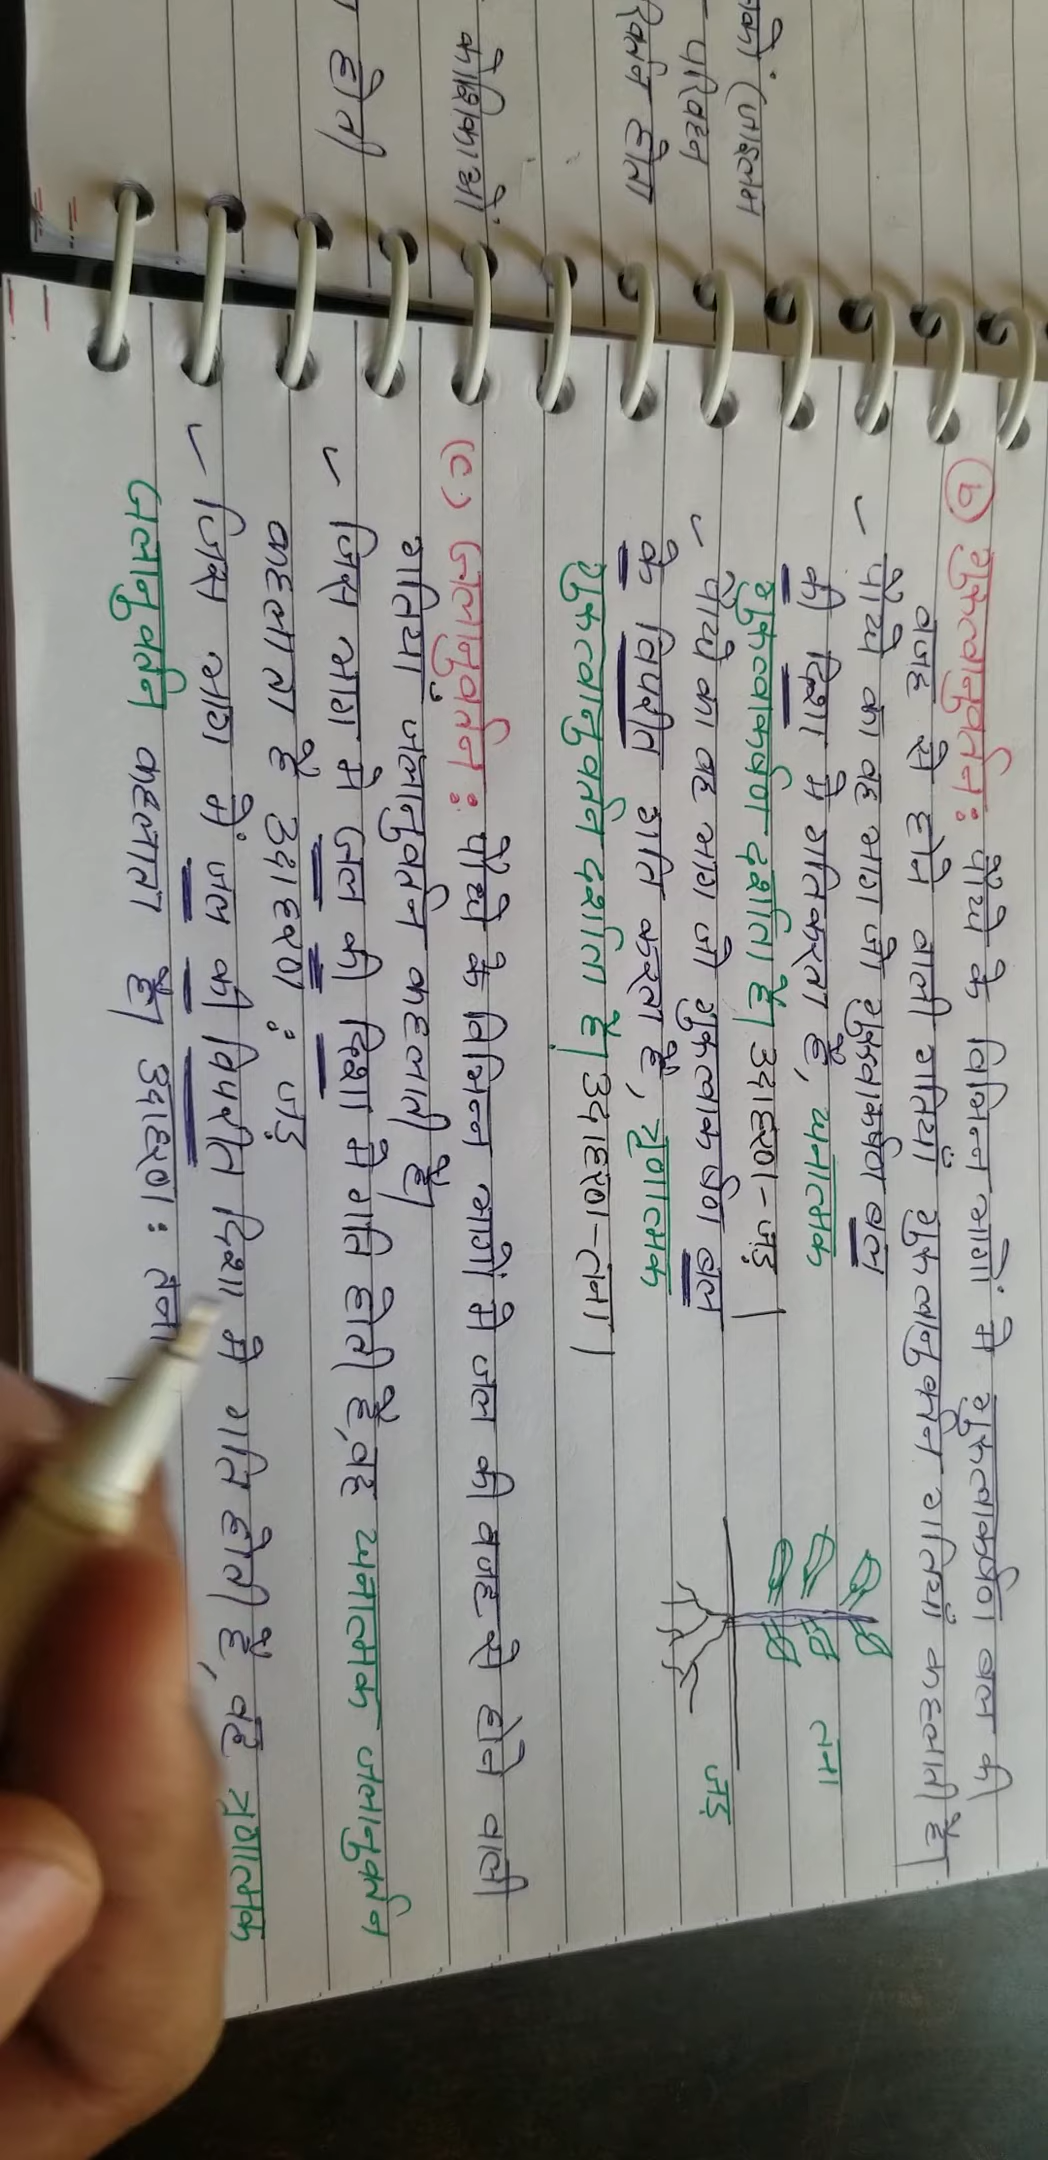 कों (जाइलम
परिवहन
रिवर्तन होता
कोशिकाओं
होती
(b) गुरुत्वानुवर्तन : पौधे के विभिन्न भागों में गुरुत्वाकर्षण बल की
वजह से होने वाली गतियाँ गुरुत्वानुवर्तन गतियाँ कहलाती हैं।
✓ पौधे का वह भाग जो गुरुत्वाकर्षण बल
की दिशा मे गति करता है, धनात्मक
गुरुत्वाकर्षण दर्शाता है। उदाहरण - जड़ |
✓ पौधे का वह भाग जो गुरुत्वाकर्षण बल
के विपरीत गति करता है, ऋणात्मक
गुरुत्वानुवर्तन दर्शाता है। उदाहरण - तना |
तना
जड़
(c) जलानुवर्तन : पौधे के विभिन्न भागों मे जल की वजह से होने वाली
गतियाँ जलानुवर्तन कहलाती है।
✓ जिस भाग मे जल की दिशा मे गति होती है, वह धनात्मक जलानुवर्तन
कहलाता है उदाहरण : जड़
✓ जिस भाग में जल की विपरीत दिशा मे गति होती है, वह ऋणात्मक
जलानुवर्तन कहलाता है। उदाहरण : तना